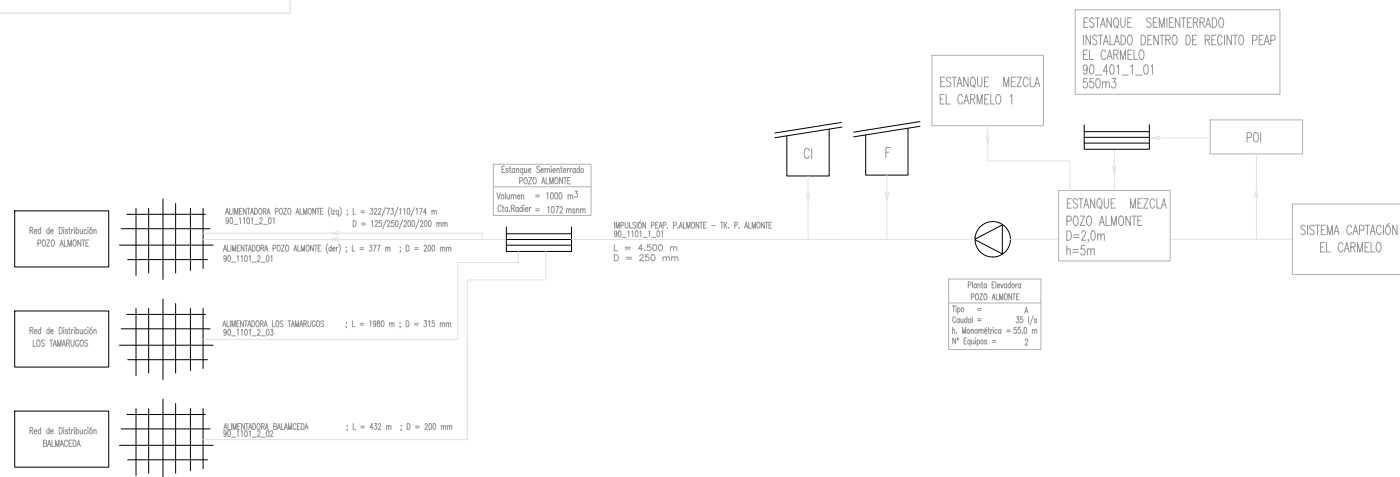 ESTANQUE SEMIENTERRADO
INSTALADO DENTRO DE RECINTO PEAP
EL CARMELO
90_401_1_01
550m3
ESTANQUE MEZCLA
EL CARMELO 1
CI
F
POI
Estanque Semienterrado
POZO ALMONTE
Volumen = 1000 m3
Cta.Radier = 1072 msnm
ESTANQUE MEZCLA
POZO ALMONTE
D=2,0m
h=5m
SISTEMA CAPTACIÓN
EL CARMELO
Red de Distribución
POZO ALMONTE
ALIMENTADORA POZO ALMONTE (Izq) ; L = 322/73/110/174 m
90_1101_2_01
D = 125/250/200/200 mm
ALIMENTADORA POZO ALMONTE (der) ; L = 377 m ; D = 200 mm
90_1101_2_01
IMPULSIÓN PEAP. P.ALMONTE - TK. P. ALMONTE
90_1101_1_01
L = 4.500 m
D = 250 mm
Planta Elevadora
POZO ALMONTE
Tipo = A
Caudal = 35 l/s
h. Monométrica = 55.0 m
N° Equipos = 2
Red de Distribución
LOS TAMARUGOS
ALIMENTADORA LOS TAMARUGOS ; L = 1980 m ; D = 315 mm
90_1101_2_03
Red de Distribución
BALMACEDA
ALIMENTADORA BALAMCEDA ; L = 432 m ; D = 200 mm
90_1101_2_02